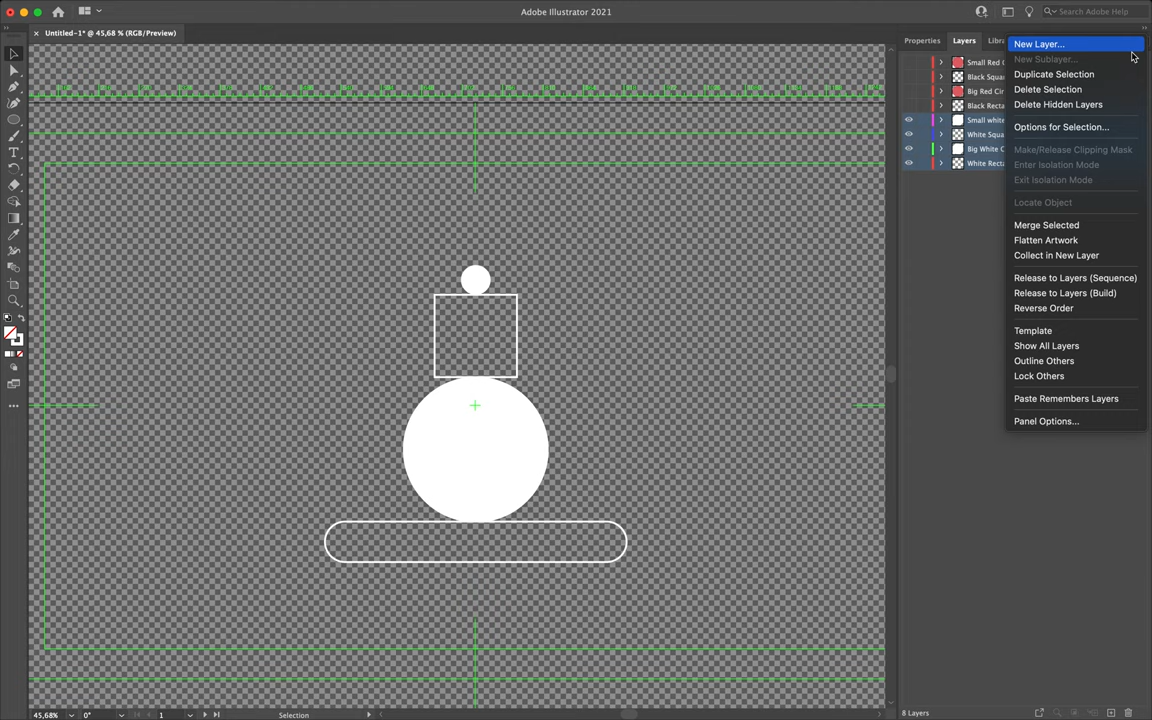 Adobe Illustrator 2021
Search Adobe Help
Untitled-1* @ 45,68 % (RGB/Preview)
Properties
Layers
Libra
Small Red C
Black Squar
Big Red Cir
Black Recta
Small white
White Squa
Big White C
White Recta
New Layer...
New Sublayer...
Duplicate Selection
Delete Selection
Delete Hidden Layers
Options for Selection...
Make/Release Clipping Mask
Enter Isolation Mode
Exit Isolation Mode
Locate Object
Merge Selected
Flatten Artwork
Collect in New Layer
Release to Layers (Sequence)
Release to Layers (Build)
Reverse Order
Template
Show All Layers
Outline Others
Lock Others
Paste Remembers Layers
Panel Options...
45,68%
0°
1
Selection
8 Layers